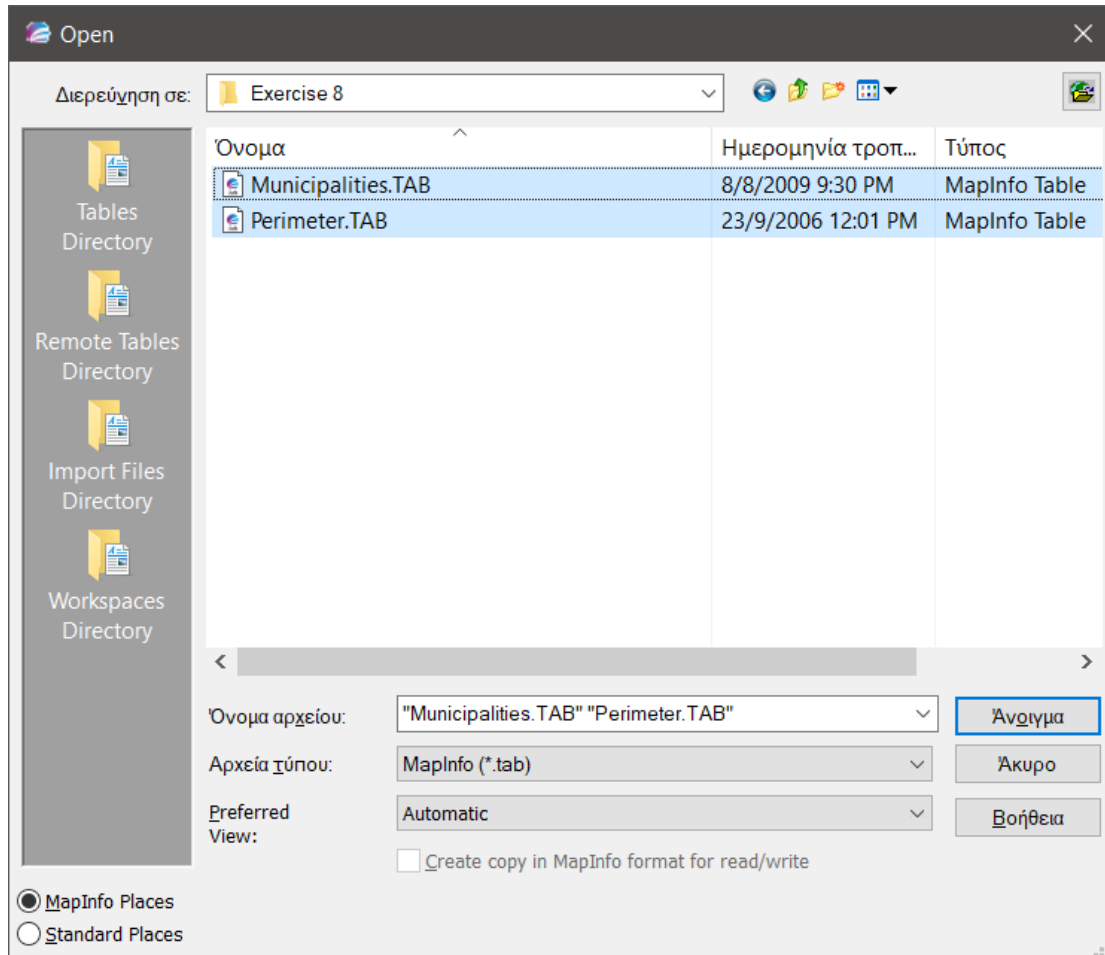 Open
Διερεύνηση σε:
Exercise 8
Όνομα
Ημερομηνία τροπ...
Τύπος
Municipalities.TAB
8/8/2009 9:30 PM
MapInfo Table
Perimeter.TAB
23/9/2006 12:01 PM
MapInfo Table
Tables
Directory
Remote Tables
Directory
Import Files
Directory
Workspaces
Directory
Όνομα αρχείου:
"Municipalities.TAB" "Perimeter.TAB"
Άνοιγμα
Αρχεία τύπου:
MapInfo (*.tab)
Άκυρο
Preferred
View:
Automatic
Βοήθεια
Create copy in MapInfo format for read/write
MapInfo Places
Standard Places